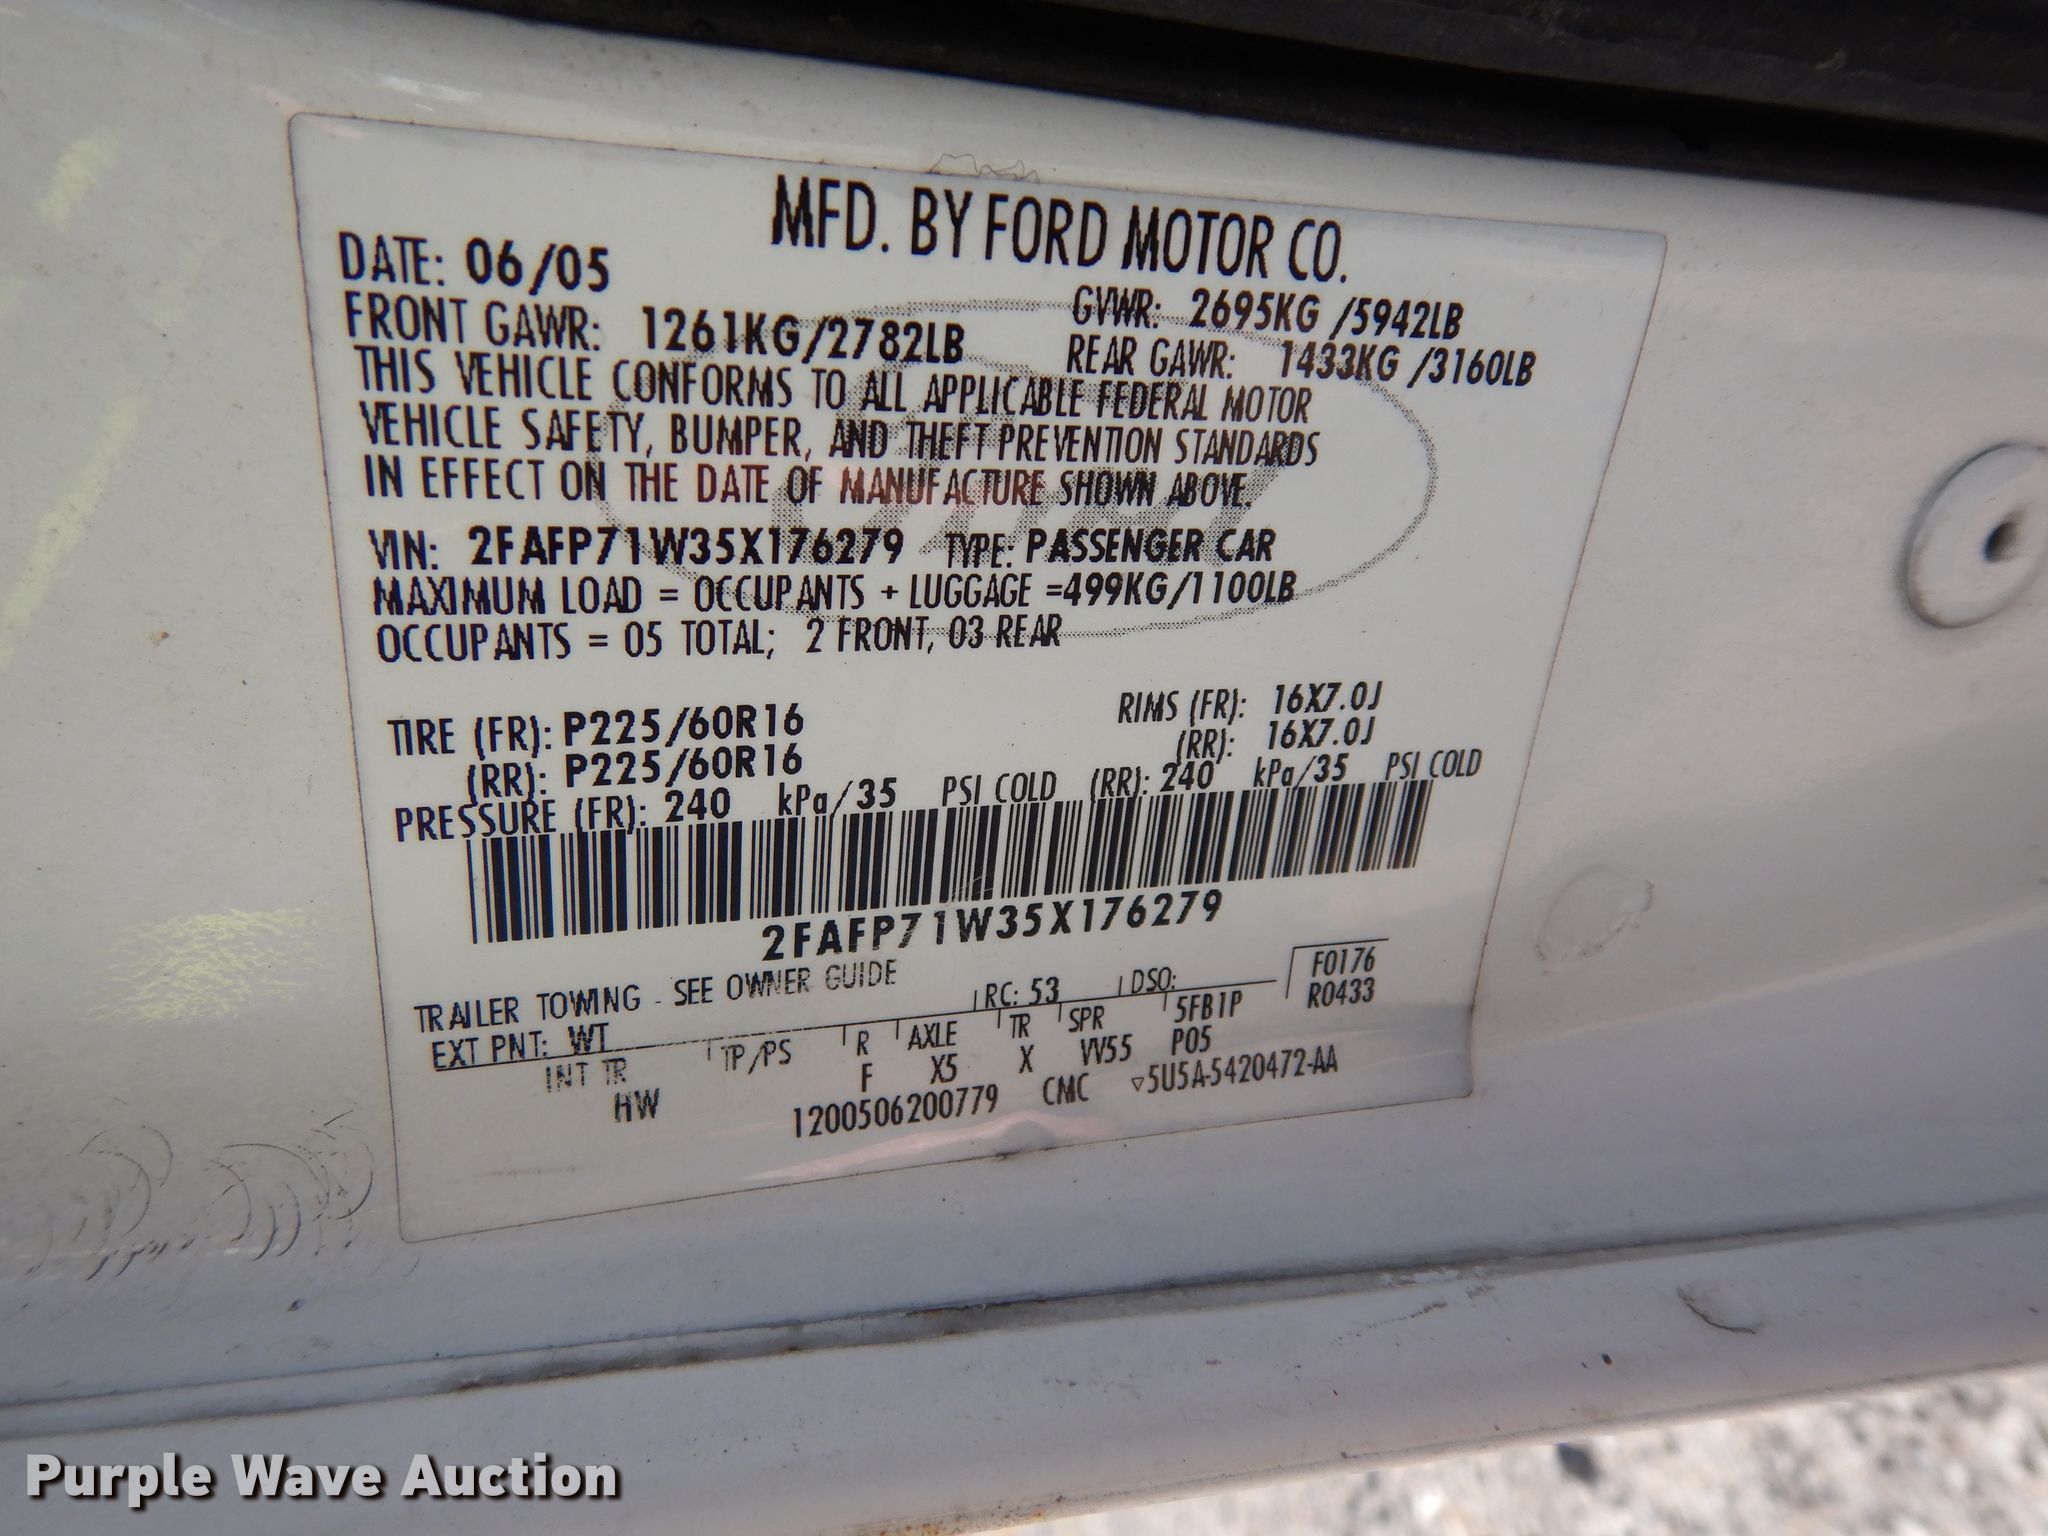 MFD. BY FORD MOTOR CO.
DATE: 06/05
GVWR: 2695KG /5942LB
FRONT GAWR: 1261KG/2782LB
REAR GAWR: 1433KG /3160LB
THIS VEHICLE CONFORMS TO ALL APPLICABLE FEDERAL MOTOR
VEHICLE SAFETY, BUMPER, AND THEFT PREVENTION STANDARDS
IN EFFECT ON THE DATE OF MANUFACTURE SHOWN ABOVE.
VIN: 2FAFP71W35X176279 TYPE: PASSENGER CAR
MAXIMUM LOAD = OCCUPANTS + LUGGAGE =499KG/1100LB
OCCUPANTS = 05 TOTAL; 2 FRONT, 03 REAR
TIRE (FR): P225/60R16 RIMS (FR): 16X7.0J
(RR): P225/60R16 (RR): 16X7.0J
PRESSURE (FR): 240 kPa/35 PSI COLD (RR): 240 kPa/35 PSI COLD
2FAFP71W35X176279
TRAILER TOWING - SEE OWNER GUIDE
F0176
R0433
EXT PNT: WT RC: 53 DSO:
INT TR TP/PS R AXLE TR SPR 5FB1P
HW F X5 X VV55 P05
1200506200779 CMC ▽5U5A-5420472-AA
Purple Wave Auction